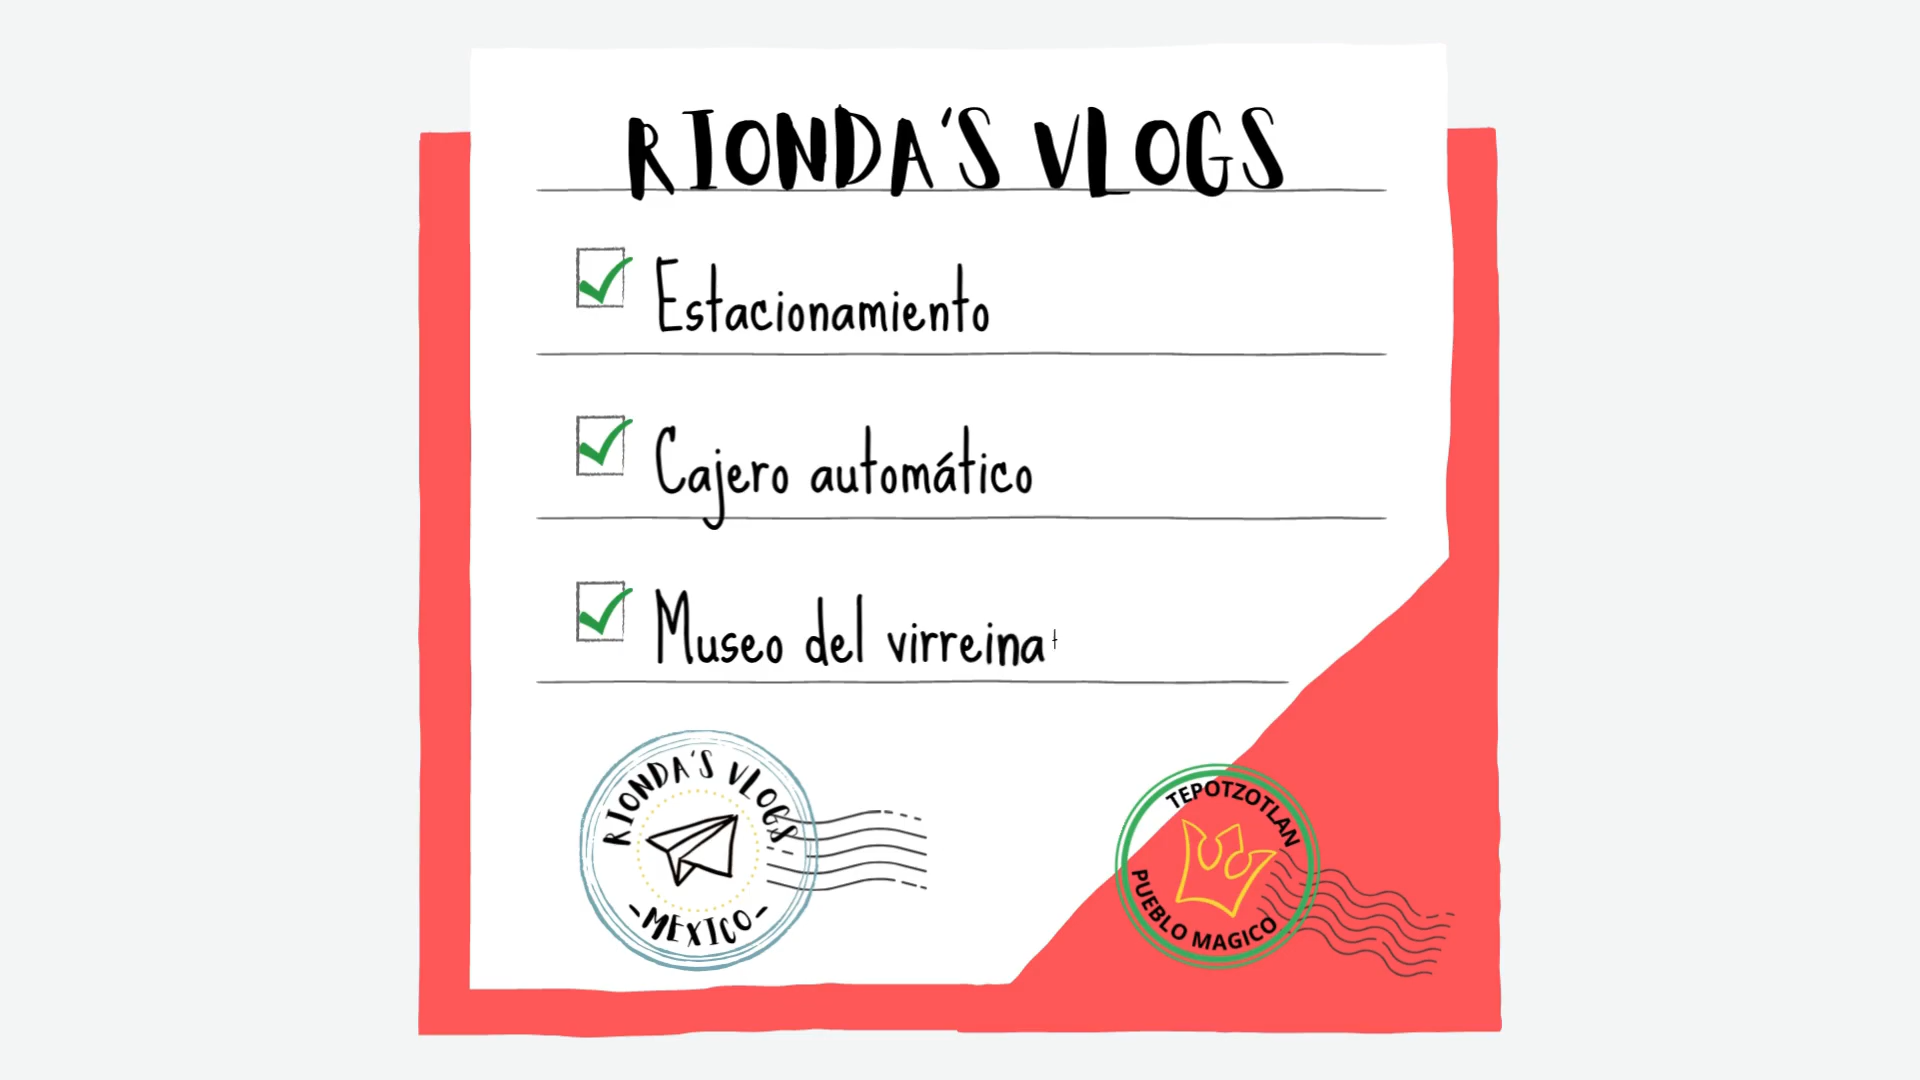 RIONDA'S VLOGS
Estacionamiento
Cajero automático
Museo del virreina
RIONDA'S VLOGS
-MEXICO-
TEPOTZOTLAN
PUEBLO MAGICO